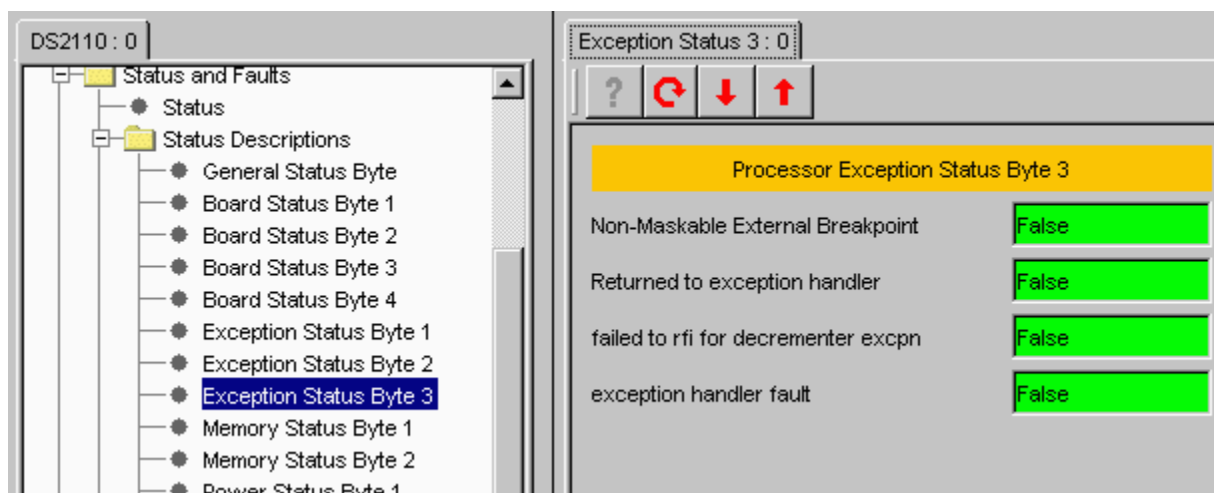 DS2110 : 0
Status and Faults
Status
Status Descriptions
General Status Byte
Board Status Byte 1
Board Status Byte 2
Board Status Byte 3
Board Status Byte 4
Exception Status Byte 1
Exception Status Byte 2
Exception Status Byte 3
Memory Status Byte 1
Memory Status Byte 2
Power Status Byte 1
Exception Status 3 : 0
?
Processor Exception Status Byte 3
Non-Maskable External Breakpoint False
Returned to exception handler False
failed to rfi for decrementer excpn False
exception handler fault False